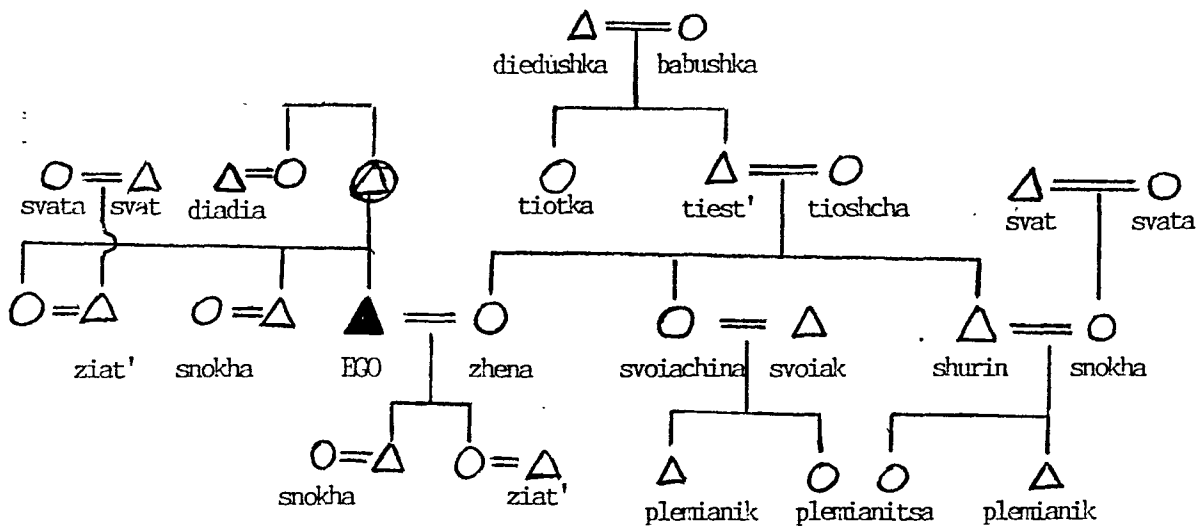 diedushka babushka
svata svat diadia tiotka tiest' tioshcha svat svata
ziat' snokha EGO zhena svoiachina svoiak shurin snokha
snokha ziat' plemianik plemianitsa plemianik